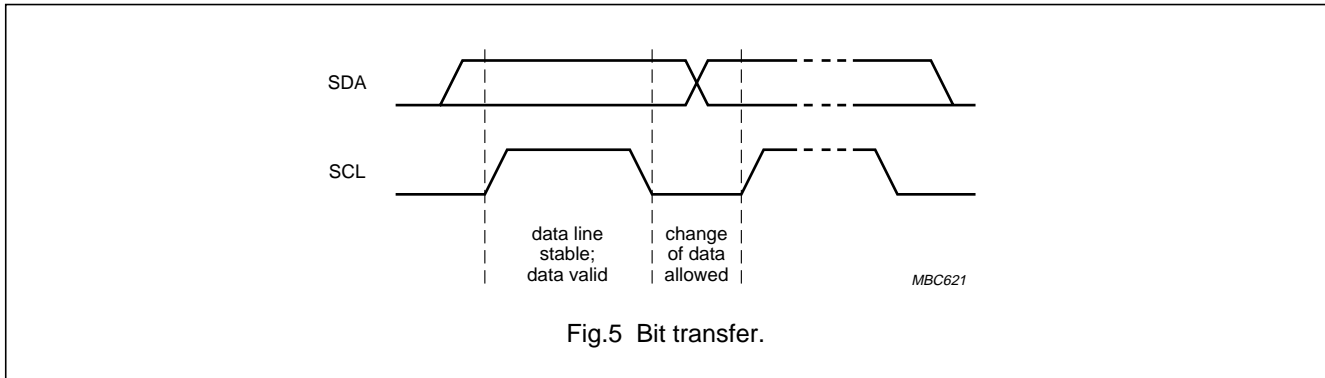 SDA
SCL
data line
stable;
data valid
change
of data
allowed
MBC621
Fig.5 Bit transfer.